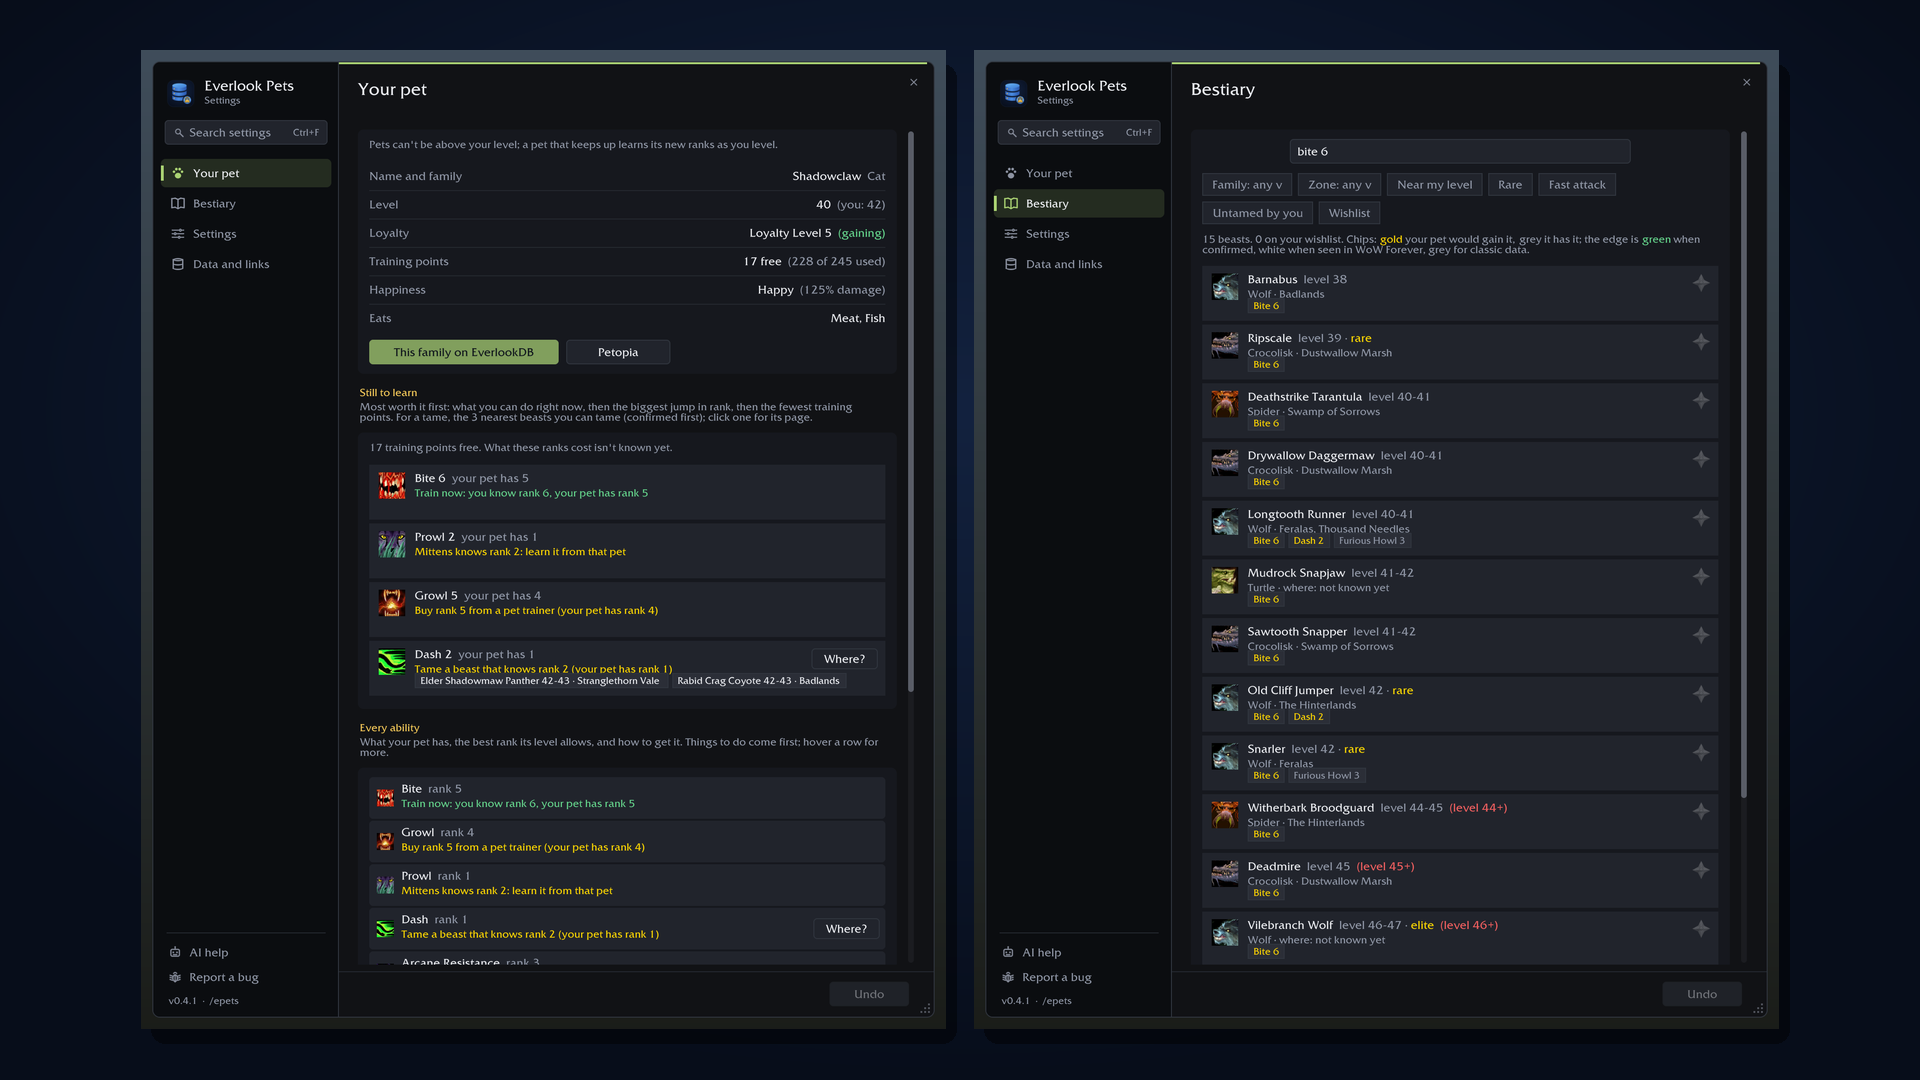 Everlook Pets
Settings
Search settings Ctrl+F
Your pet
Bestiary
Settings
Data and links
AI help
Report a bug
v0.4.1 · /epets
Your pet
Pets can't be above your level; a pet that keeps up learns its new ranks as you level.
Name and family Shadowclaw Cat
Level 40 (you: 42)
Loyalty Loyalty Level 5 (gaining)
Training points 17 free (228 of 245 used)
Happiness Happy (125% damage)
Eats Meat, Fish
This family on EverlookDB Petopia
Still to learn
Most worth it first: what you can do right now, then the biggest jump in rank, then the fewest training
points. For a tame, the 3 nearest beasts you can tame (confirmed first); click one for its page.
17 training points free. What these ranks cost isn't known yet.
Bite 6 your pet has 5
Train now: you know rank 6, your pet has rank 5
Prowl 2 your pet has 1
Mittens knows rank 2: learn it from that pet
Growl 5 your pet has 4
Buy rank 5 from a pet trainer (your pet has rank 4)
Dash 2 your pet has 1
Where?
Tame a beast that knows rank 2 (your pet has rank 1)
Elder Shadowmaw Panther 42-43 · Stranglethorn Vale Rabid Crag Coyote 42-43 · Badlands
Every ability
What your pet has, the best rank its level allows, and how to get it. Things to do come first; hover a row for
more.
Bite rank 5
Train now: you know rank 6, your pet has rank 5
Growl rank 4
Buy rank 5 from a pet trainer (your pet has rank 4)
Prowl rank 1
Mittens knows rank 2: learn it from that pet
Dash rank 1
Where?
Tame a beast that knows rank 2 (your pet has rank 1)
Arcane Resistance rank 3
Undo
Everlook Pets
Settings
Search settings Ctrl+F
Your pet
Bestiary
Settings
Data and links
AI help
Report a bug
v0.4.1 · /epets
Bestiary
bite 6
Family: any v Zone: any v Near my level Rare Fast attack
Untamed by you Wishlist
15 beasts. 0 on your wishlist. Chips: gold your pet would gain it, grey it has it; the edge is green when
confirmed, white when seen in WoW Forever, grey for classic data.
Barnabus level 38
Wolf · Badlands
Bite 6
Ripscale level 39 · rare
Crocolisk · Dustwallow Marsh
Bite 6
Deathstrike Tarantula level 40-41
Spider · Swamp of Sorrows
Bite 6
Drywallow Daggermaw level 40-41
Crocolisk · Dustwallow Marsh
Bite 6
Longtooth Runner level 40-41
Wolf · Feralas, Thousand Needles
Bite 6 Dash 2 Furious Howl 3
Mudrock Snapjaw level 41-42
Turtle · where: not known yet
Bite 6
Sawtooth Snapper level 41-42
Crocolisk · Swamp of Sorrows
Bite 6
Old Cliff Jumper level 42 · rare
Wolf · The Hinterlands
Bite 6 Dash 2
Snarler level 42 · rare
Wolf · Feralas
Bite 6 Furious Howl 3
Witherbark Broodguard level 44-45 (level 44+)
Spider · The Hinterlands
Bite 6
Deadmire level 45 (level 45+)
Crocolisk · Dustwallow Marsh
Bite 6
Vilebranch Wolf level 46-47 · elite (level 46+)
Wolf · where: not known yet
Bite 6
Undo